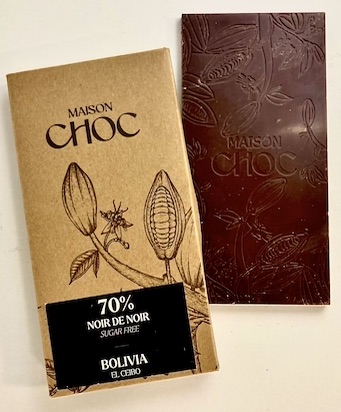 MAISON
CHOC
70%
NOIR DE NOIR
SUGAR FREE
BOLIVIA
EL CEIBO
MAISON
CHOC